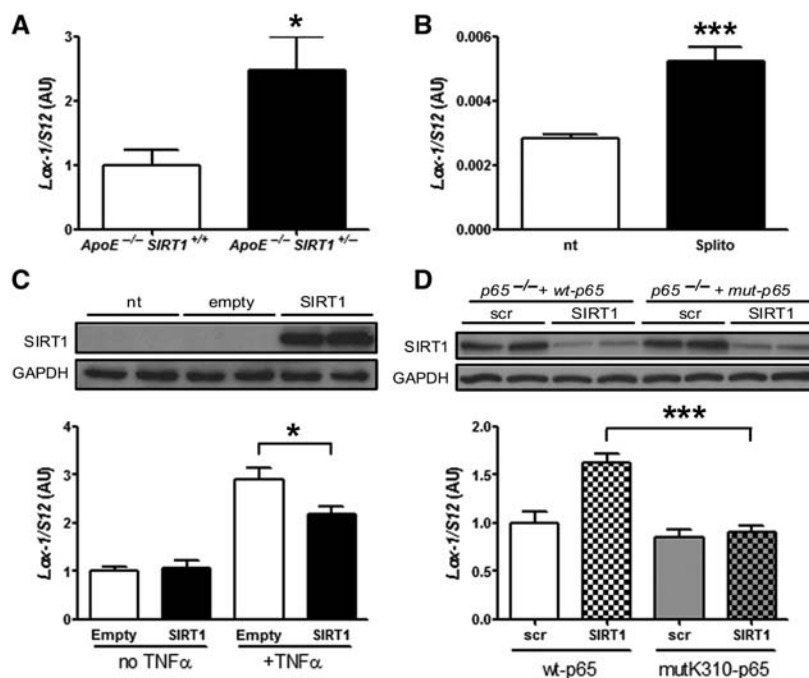 A
*
Lox-1/S12 (AU)
3
2
1
0
ApoE −/− SIRT1 +/+
ApoE −/− SIRT1 +/−
B
***
Lox-1/S12 (AU)
0.006
0.004
0.002
0.000
nt
Splito
C
nt empty SIRT1
SIRT1
GAPDH
*
Lox-1/S12 (AU)
4
3
2
1
0
Empty SIRT1 Empty SIRT1
no TNFα +TNFα
D
p65 −/− + wt-p65 p65 −/− + mut-p65
scr SIRT1 scr SIRT1
SIRT1
GAPDH
***
Lox-1/S12 (AU)
2.0
1.5
1.0
0.5
0.0
scr SIRT1 scr SIRT1
wt-p65 mutK310-p65